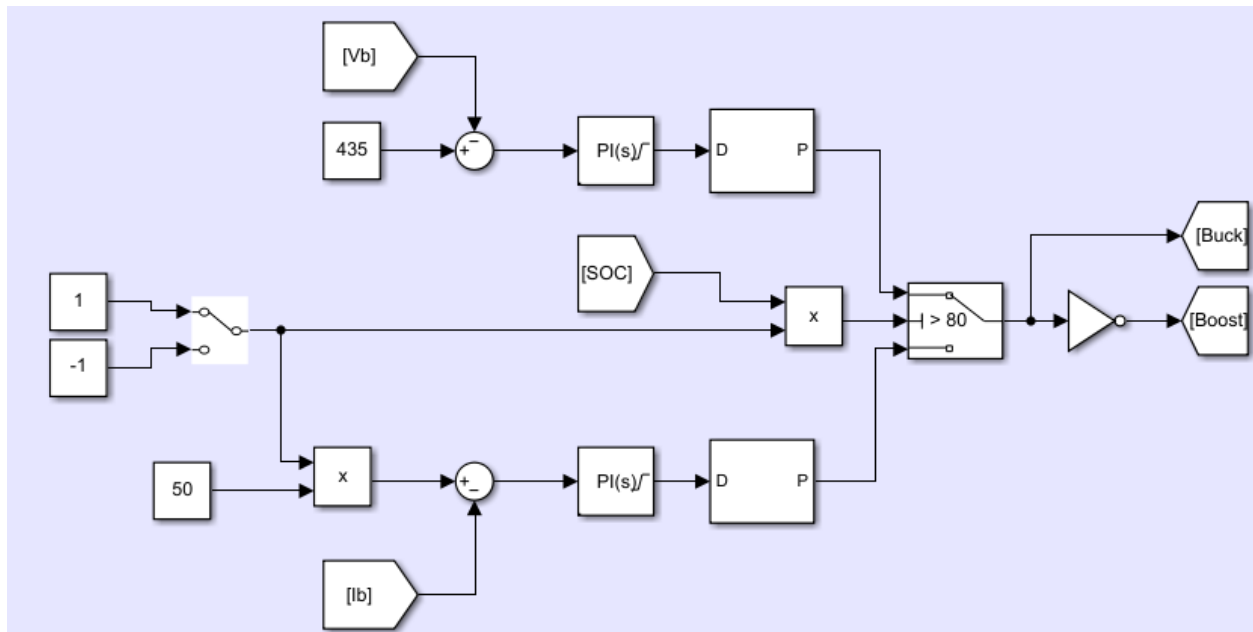 [Vb]
435
+
−
PI(s)
D
P
[SOC]
[Buck]
1
x
> 80
[Boost]
-1
50
x
+
−
PI(s)
D
P
[Ib]